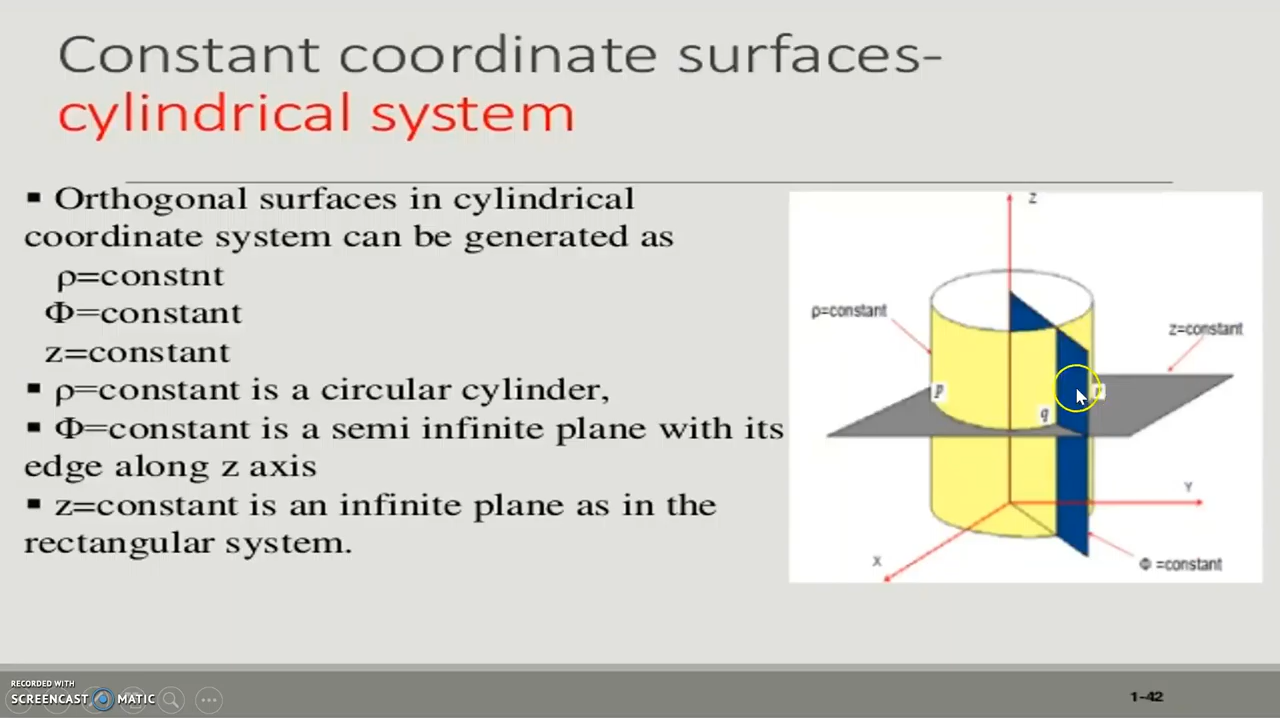 Constant coordinate surfaces-
cylindrical system
▪ Orthogonal surfaces in cylindrical
coordinate system can be generated as
ρ=constnt
Φ=constant
z=constant
▪ ρ=constant is a circular cylinder,
▪ Φ=constant is a semi infinite plane with its
edge along z axis
▪ z=constant is an infinite plane as in the
rectangular system.
Z
ρ=constant
z=constant
p
q
Y
X
Φ =constant
RECORDED WITH
SCREENCAST MATIC
1-42